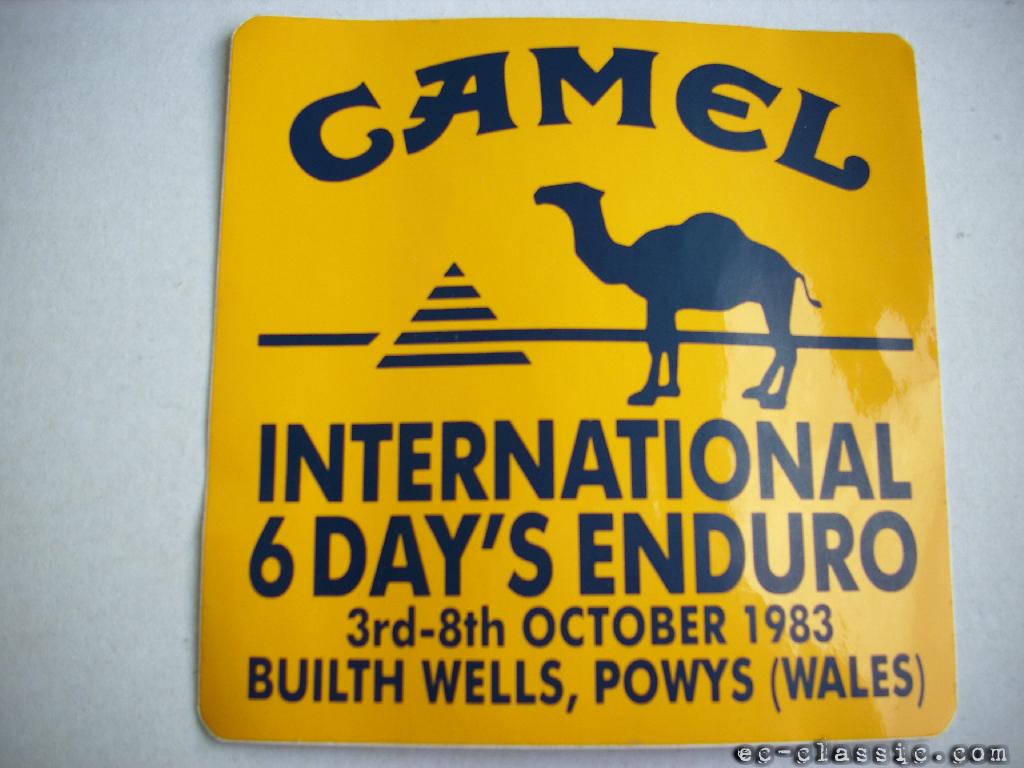 CAMEL
INTERNATIONAL
6 DAY'S ENDURO
3rd-8th OCTOBER 1983
BUILTH WELLS, POWYS (WALES)
ec-classic.com